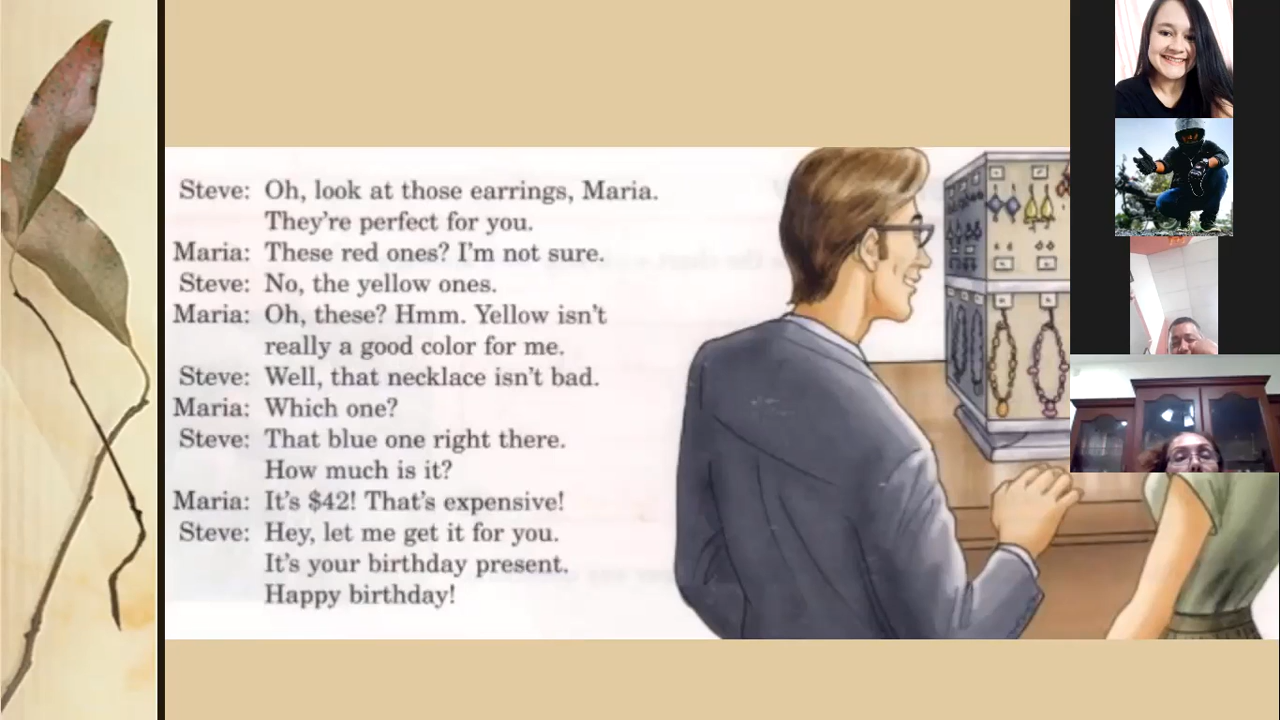 Steve: Oh, look at those earrings, Maria.
They're perfect for you.
Maria: These red ones? I'm not sure.
Steve: No, the yellow ones.
Maria: Oh, these? Hmm. Yellow isn't
really a good color for me.
Steve: Well, that necklace isn't bad.
Maria: Which one?
Steve: That blue one right there.
How much is it?
Maria: It's $42! That's expensive!
Steve: Hey, let me get it for you.
It's your birthday present.
Happy birthday!